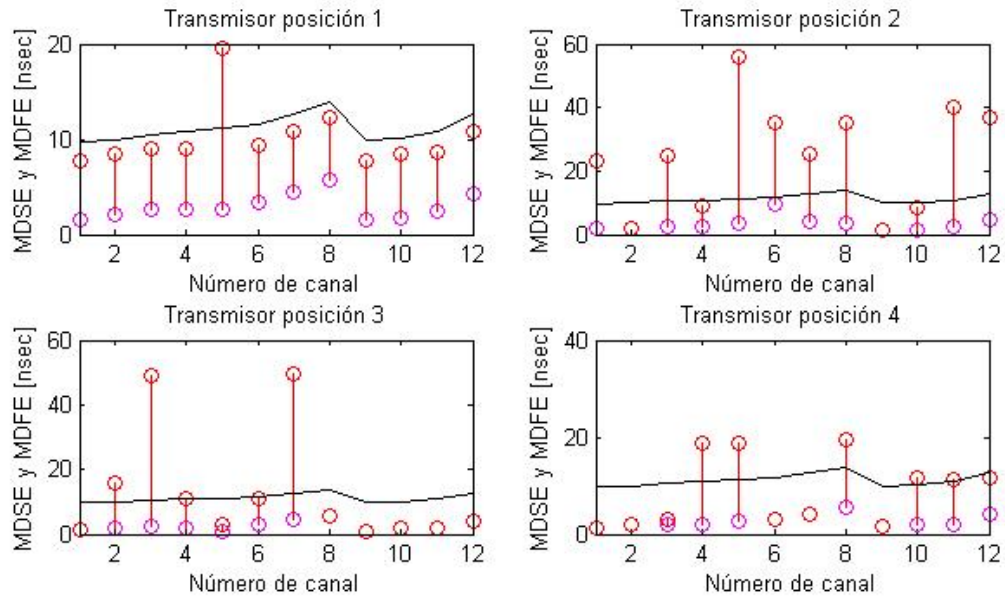 Transmisor posición 1
MDSE y MDFE [nsec]
20
10
0
2 4 6 8 10 12
Número de canal
Transmisor posición 2
MDSE y MDFE [nsec]
60
40
20
0
2 4 6 8 10 12
Número de canal
Transmisor posición 3
MDSE y MDFE [nsec]
60
40
20
0
2 4 6 8 10 12
Número de canal
Transmisor posición 4
MDSE y MDFE [nsec]
40
20
0
2 4 6 8 10 12
Número de canal